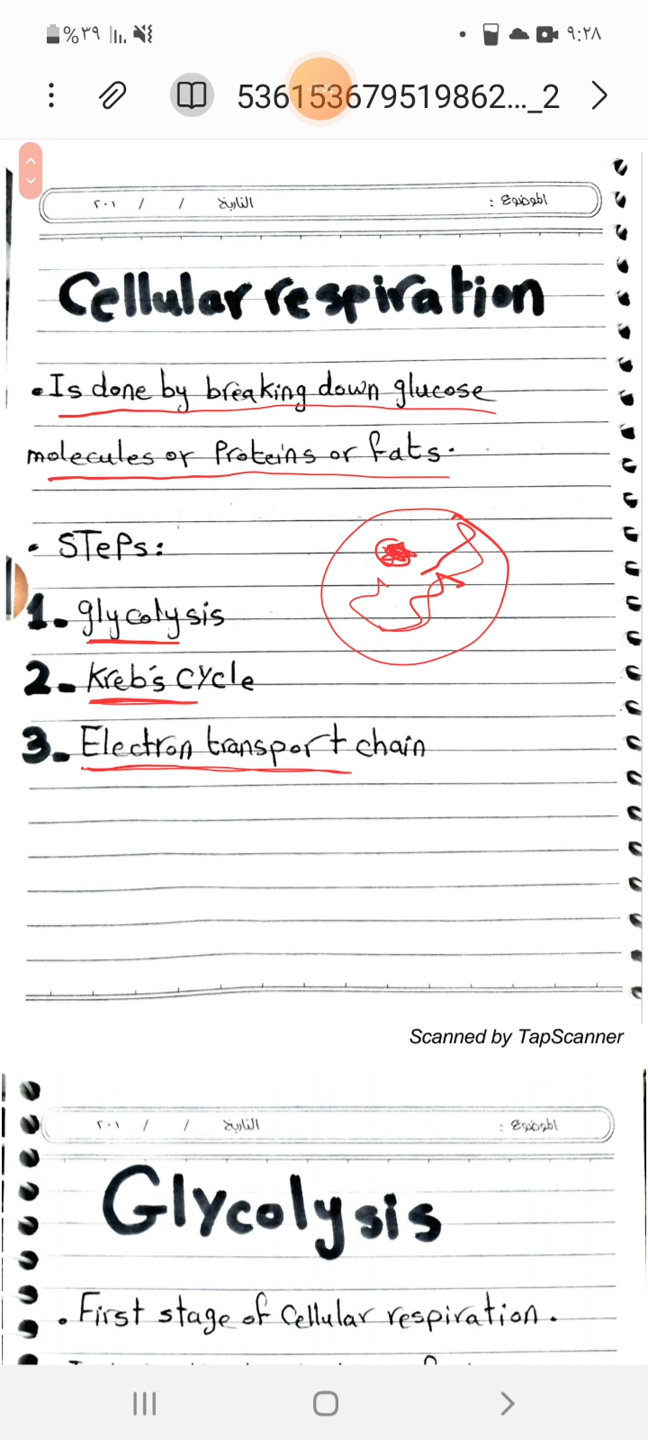 %٣٩ ٩:٢٨
536153679519862..._2
الموضوع : التاريخ / / ٢٠١
Cellular respiration
• Is done by breaking down glucose
molecules or Proteins or fats.
• STePs:
1. glycolysis
2. Kreb's cycle
3. Electron transport chain
Scanned by TapScanner
الموضوع : التاريخ / / ٢٠١
Glycolysis
• First stage of Cellular respiration.